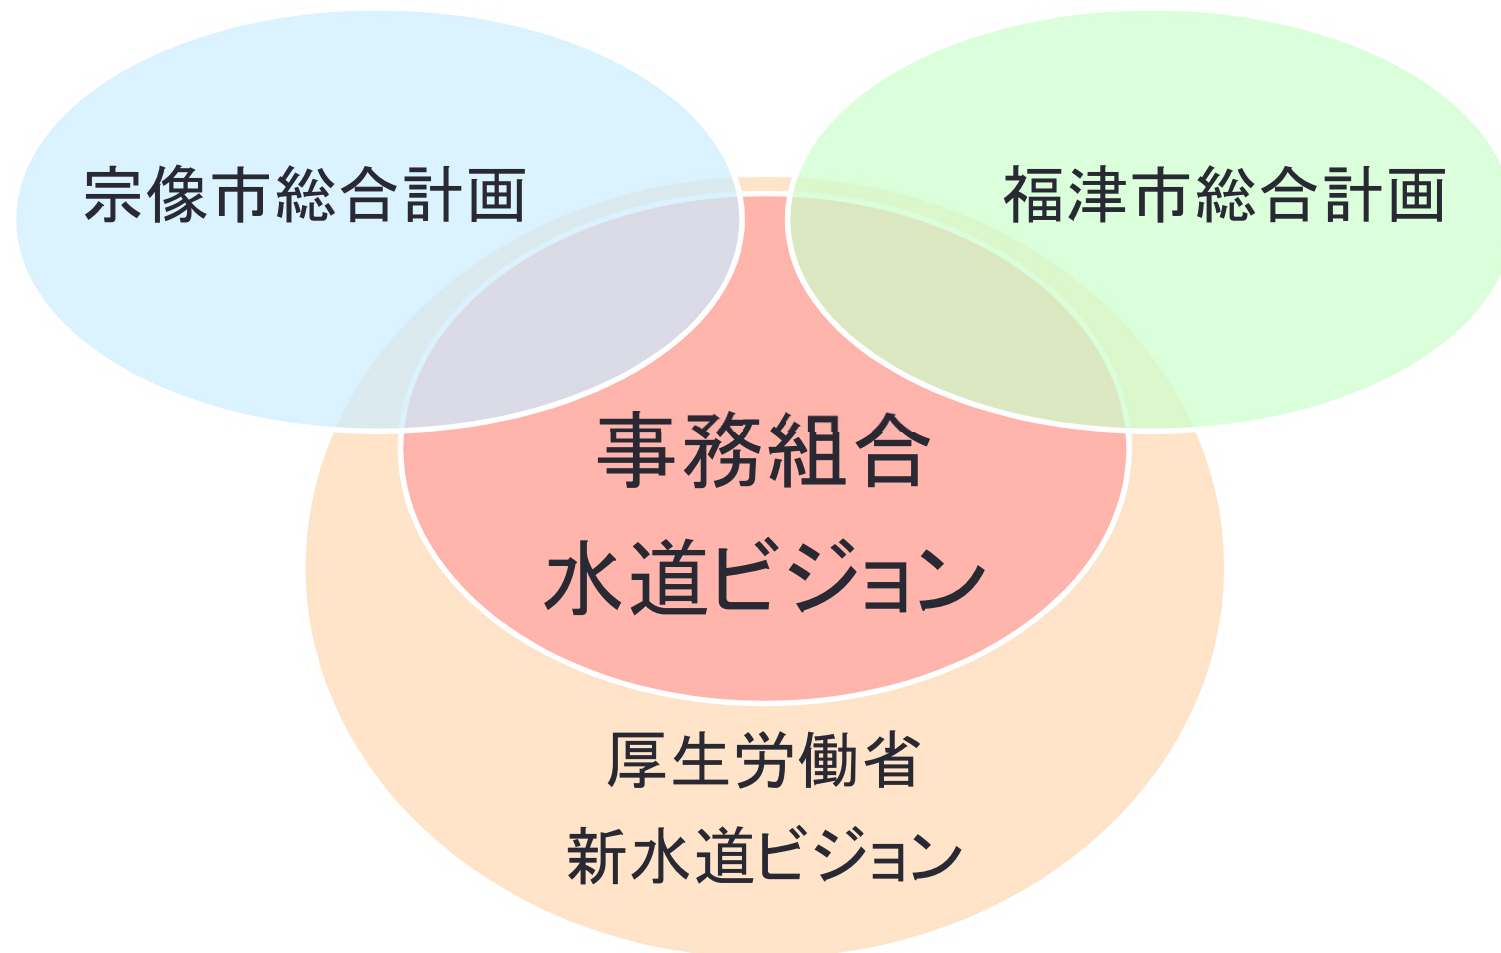 宗像市総合計画
福津市総合計画
事務組合
水道ビジョン
厚生労働省
新水道ビジョン